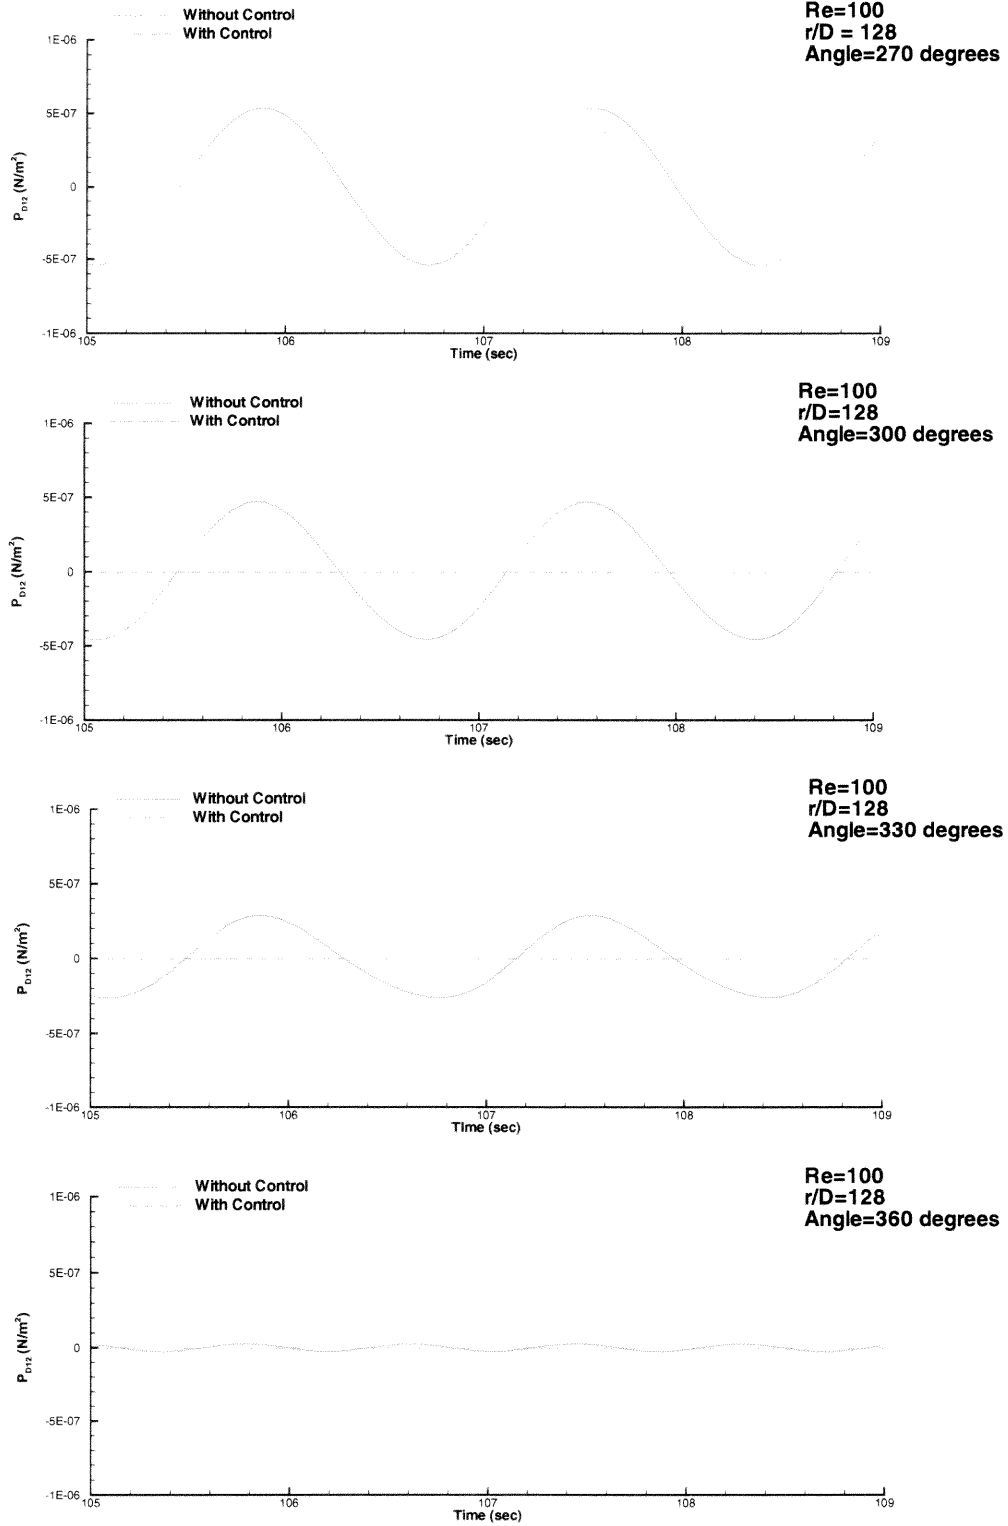 Without Control
With Control
Re=100
r/D = 128
Angle=270 degrees
1E-06
5E-07
0
-5E-07
-1E-06
P_D12 (N/m²)
105 106 107 108 109
Time (sec)
Without Control
With Control
Re=100
r/D=128
Angle=300 degrees
1E-06
5E-07
0
-5E-07
-1E-06
P_D12 (N/m²)
105 106 107 108 109
Time (sec)
Without Control
With Control
Re=100
r/D=128
Angle=330 degrees
1E-06
5E-07
0
-5E-07
-1E-06
P_D12 (N/m²)
105 106 107 108 109
Time (sec)
Without Control
With Control
Re=100
r/D=128
Angle=360 degrees
1E-06
5E-07
0
-5E-07
-1E-06
P_D12 (N/m²)
105 106 107 108 109
Time (sec)